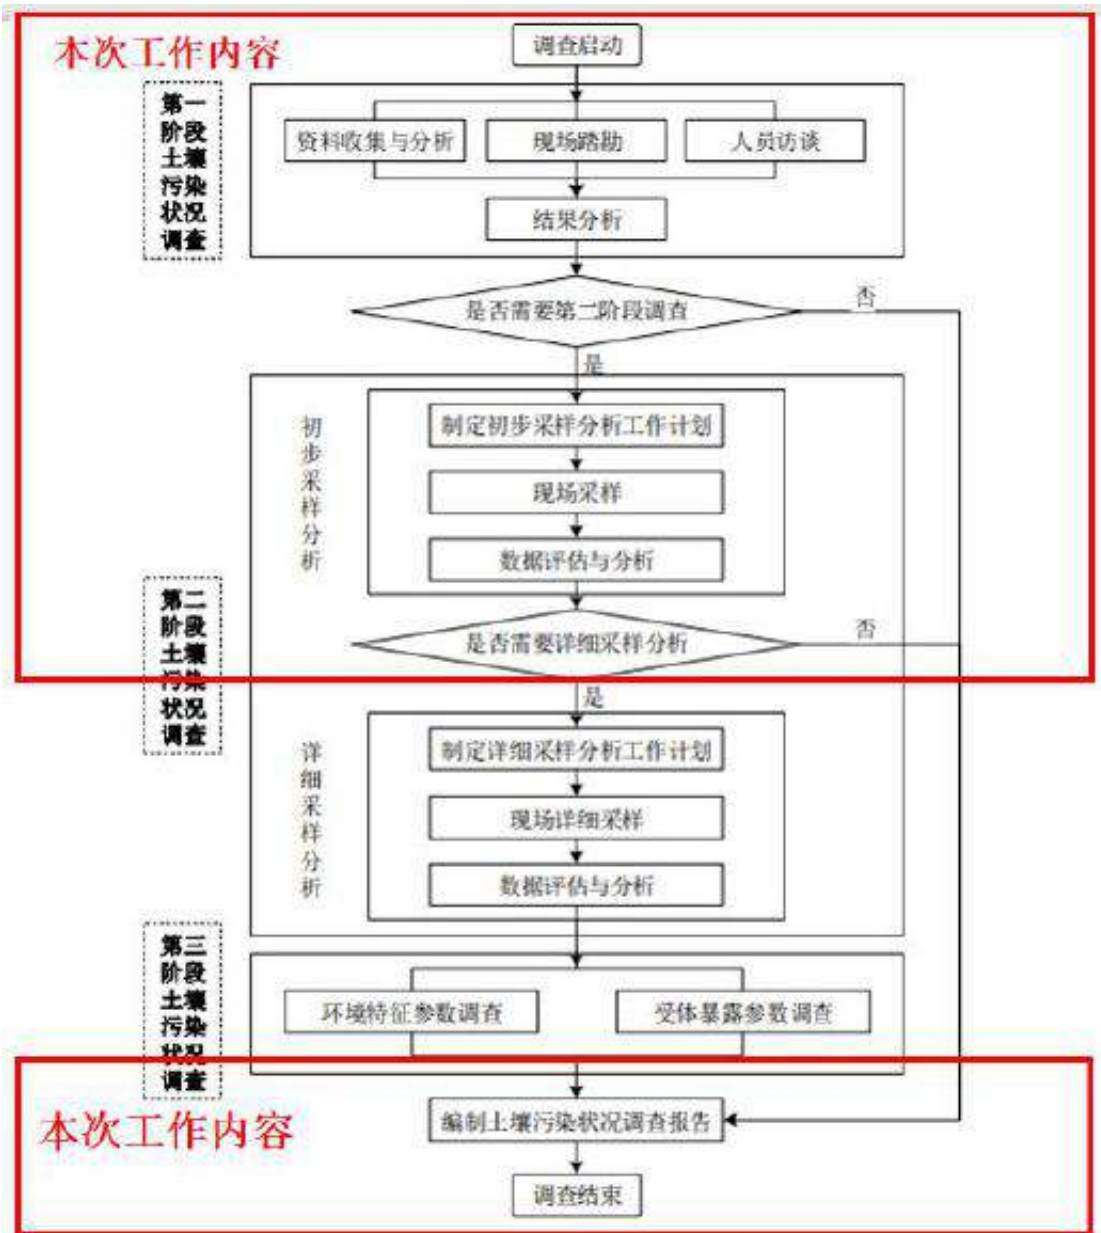 本次工作内容
调查启动
第一
阶段
土壤
污染
状况
调查
资料收集与分析
现场踏勘
人员访谈
结果分析
是否需要第二阶段调查
否
是
初步采样分析
制定初步采样分析工作计划
现场采样
数据评估与分析
第二
阶段
土壤
污染
状况
调查
是否需要详细采样分析
否
是
详细采样分析
制定详细采样分析工作计划
现场详细采样
数据评估与分析
第三
阶段
土壤
污染
状况
调查
环境特征参数调查
受体暴露参数调查
本次工作内容
编制土壤污染状况调查报告
调查结束